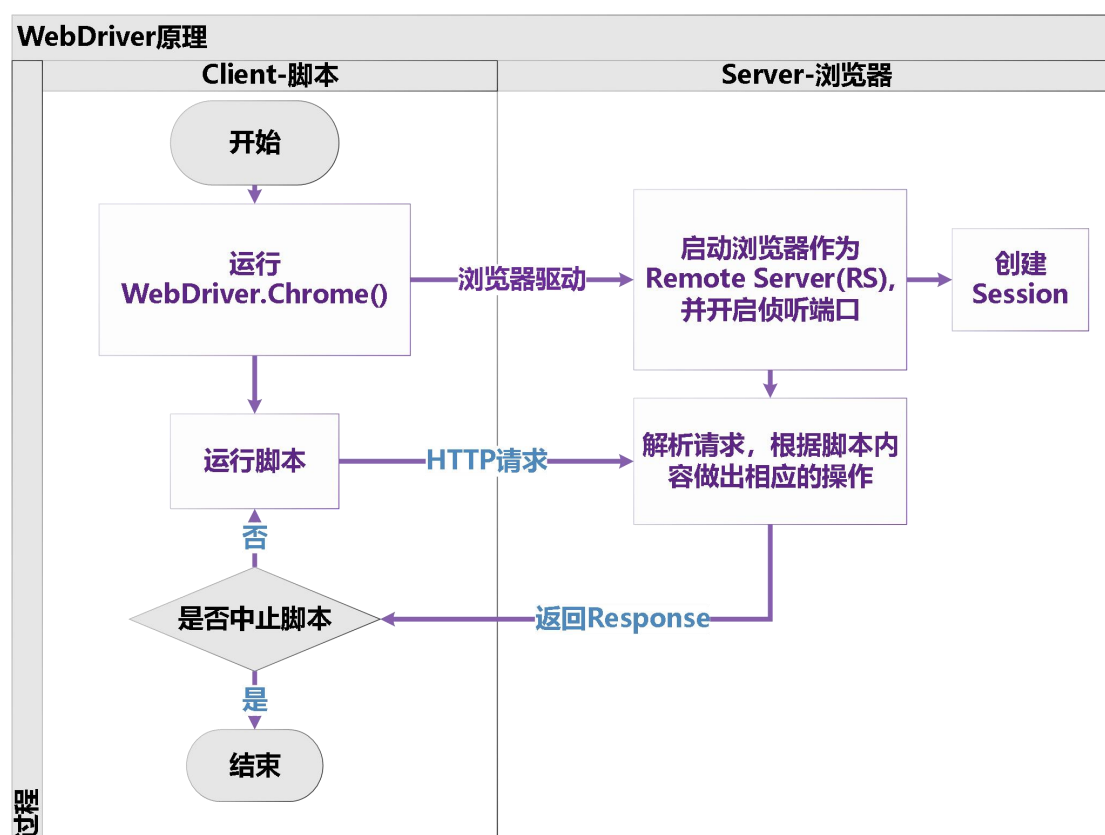 WebDriver原理
Client-脚本
Server-浏览器
开始
运行
WebDriver.Chrome()
浏览器驱动
启动浏览器作为
Remote Server(RS),
并开启侦听端口
创建
Session
运行脚本
HTTP请求
解析请求，根据脚本内
容做出相应的操作
否
是否中止脚本
返回Response
是
结束
过程